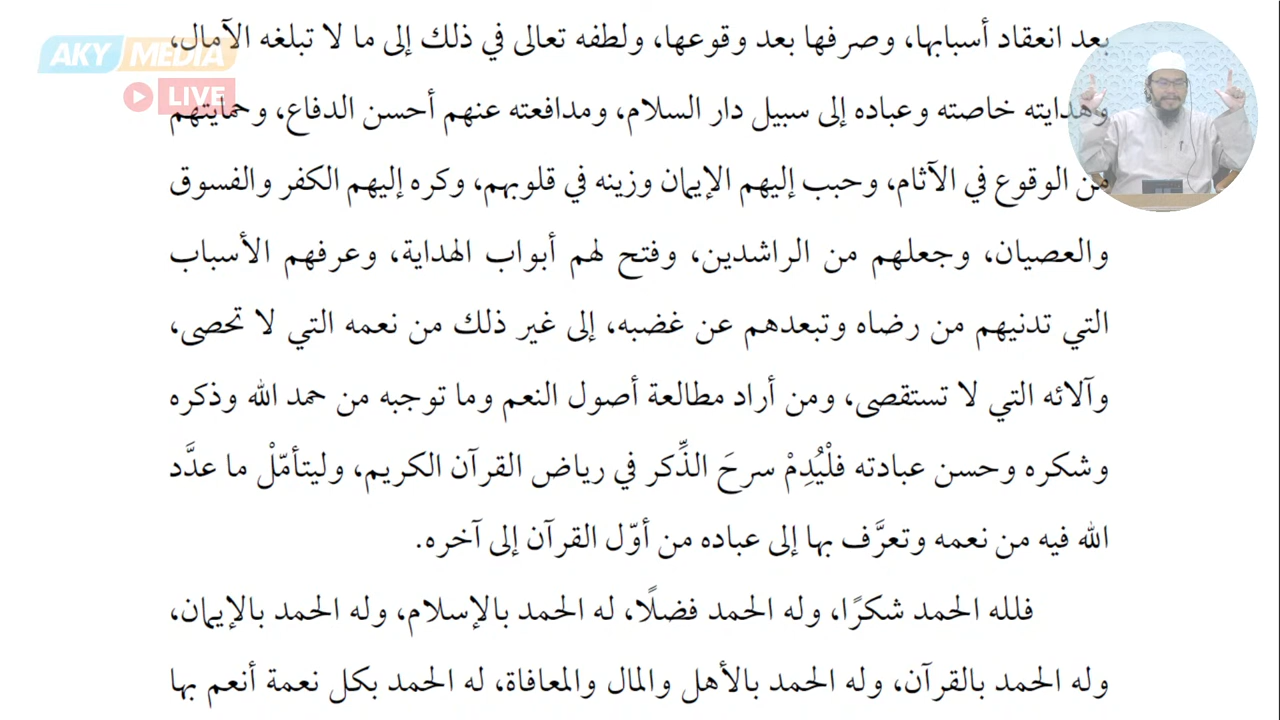 AKY MEDIA
LIVE
بعد انعقاد أسبابها، وصرفها بعد وقوعها، ولطفه تعالى في ذلك إلى ما لا تبلغه الآمال،
وهدايته خاصته وعباده إلى سبيل دار السلام، ومدافعته عنهم أحسن الدفاع، وحمايتهم
من الوقوع في الآثام، وحبب إليهم الإيمان وزينه في قلوبهم، وكره إليهم الكفر والفسوق
والعصيان، وجعلهم من الراشدين، وفتح لهم أبواب الهداية، وعرفهم الأسباب
التي تدنيهم من رضاه وتبعدهم عن غضبه، إلى غير ذلك من نعمه التي لا تحصى،
وآلائه التي لا تستقصى، ومن أراد مطالعة أصول النعم وما توجبه من حمد الله وذكره
وشكره وحسن عبادته فلْيُدِمْ سرحَ الذِّكر في رياض القرآن الكريم، وليتأمّلْ ما عدَّد
الله فيه من نعمه وتعرَّف بها إلى عباده من أوّل القرآن إلى آخره.
فلله الحمد شكرًا، وله الحمد فضلًا، له الحمد بالإسلام، وله الحمد بالإيمان،
وله الحمد بالقرآن، وله الحمد بالأهل والمال والمعافاة، له الحمد بكل نعمة أنعم بها